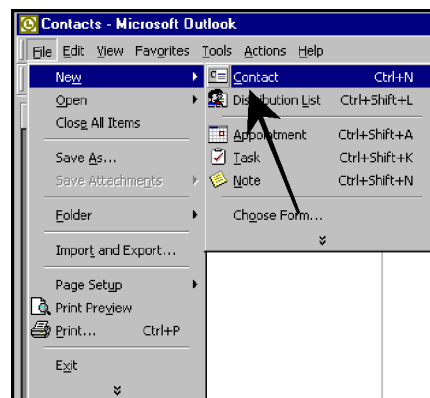 Contacts - Microsoft Outlook
File Edit View Favorites Tools Actions Help
New
Open
Close All Items
Save As...
Save Attachments
Folder
Import and Export...
Page Setup
Print Preview
Print... Ctrl+P
Exit
Contact Ctrl+N
Distribution List Ctrl+Shift+L
Appointment Ctrl+Shift+A
Task Ctrl+Shift+K
Note Ctrl+Shift+N
Choose Form...